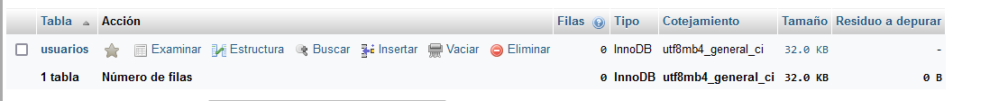 Tabla Acción Filas Tipo Cotejamiento Tamaño Residuo a depurar
usuarios Examinar Estructura Buscar Insertar Vaciar Eliminar 0 InnoDB utf8mb4_general_ci 32.0 KB -
1 tabla Número de filas 0 InnoDB utf8mb4_general_ci 32.0 KB 0 B